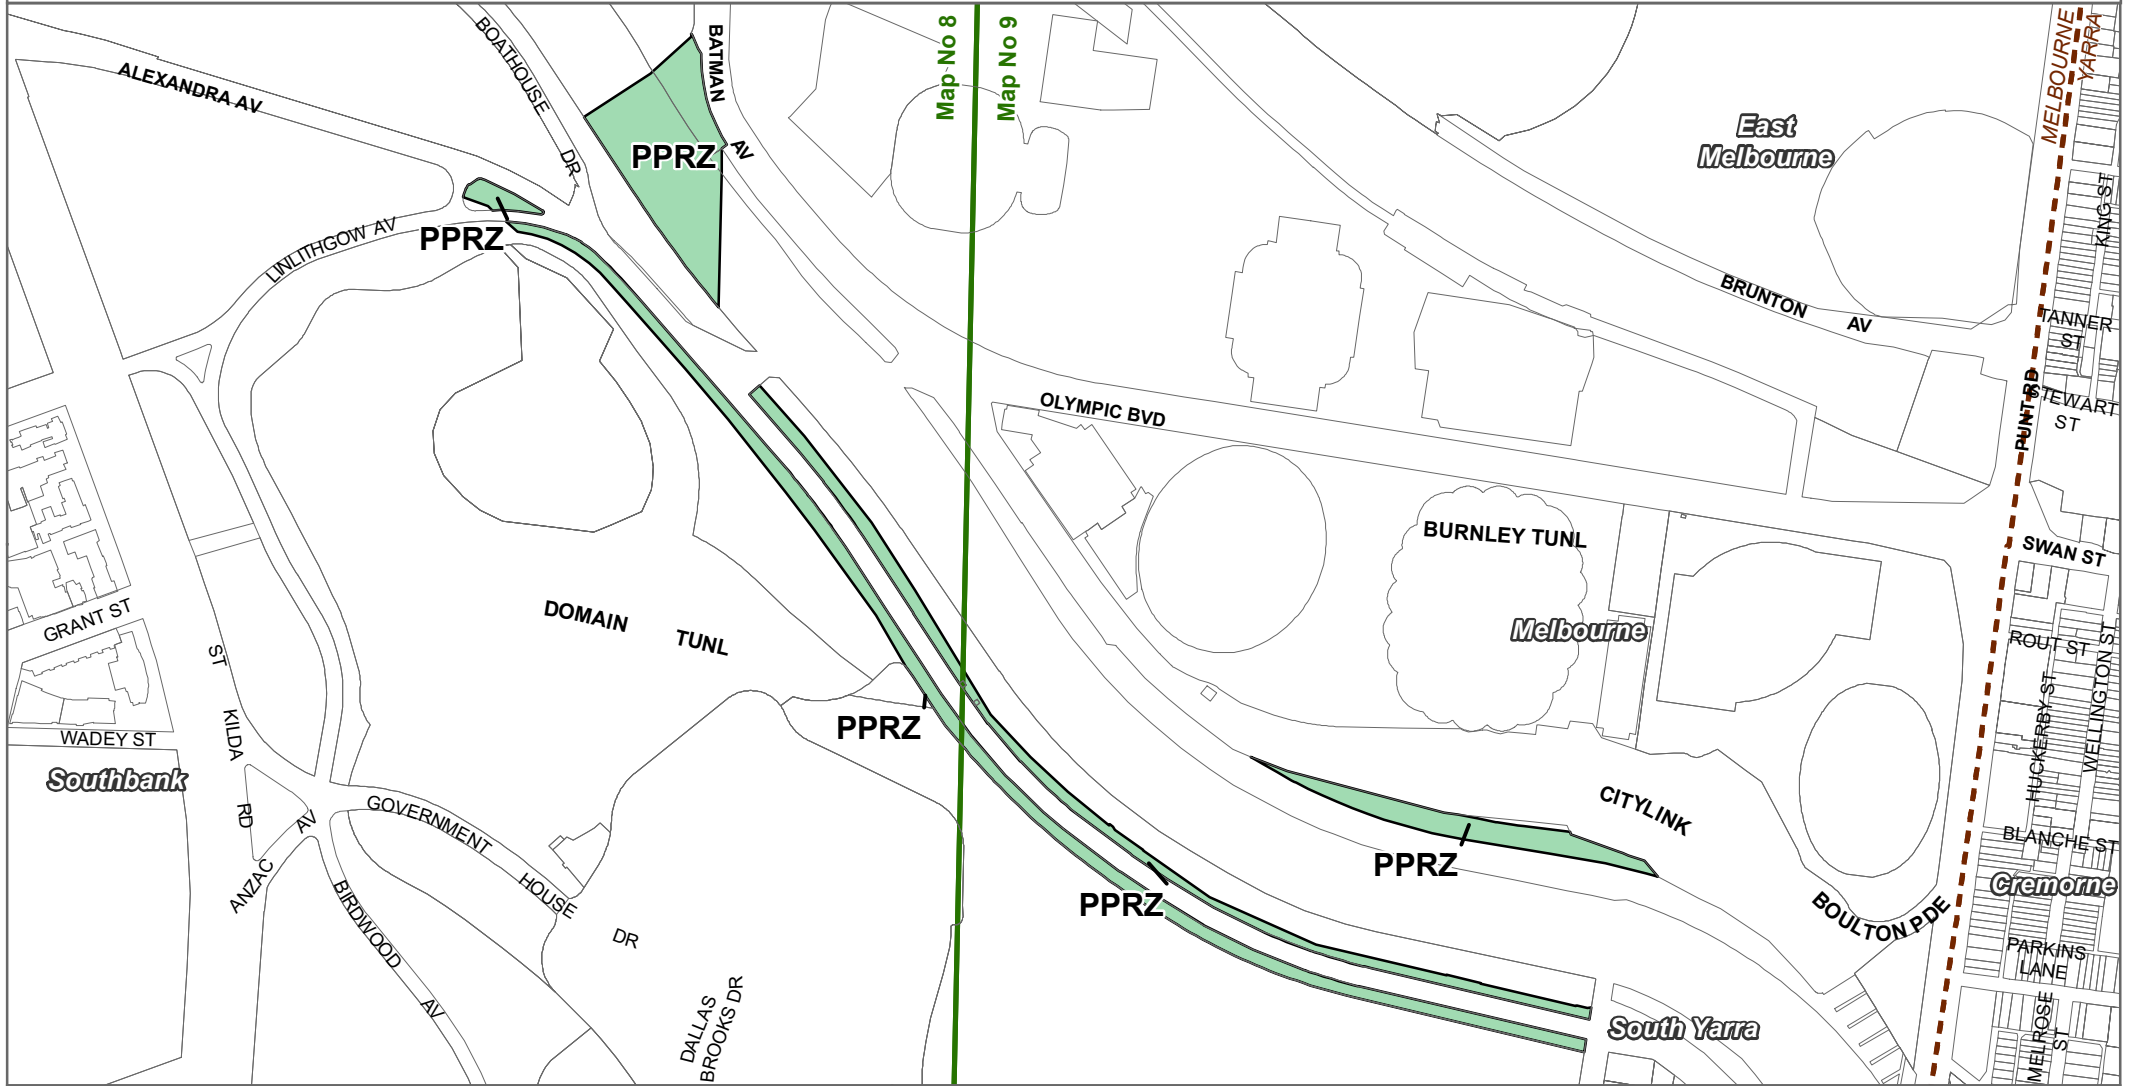 BOATHOUSE
DR
BATMAN
AV
Map No 8
Map No 9
MELBOURNE
YARRA
ALEXANDRA AV
PPRZ
East
Melbourne
KING ST
LINLITHGOW AV
PPRZ
BRUNTON AV
TANNER
ST
PUNT RD
STEWART
ST
OLYMPIC BVD
BURNLEY TUNL
SWAN ST
GRANT ST
DOMAIN TUNL
Melbourne
ROUT ST
WELLINGTON ST
HUCKERBY ST
ST
KILDA
RD
WADEY ST
PPRZ
Southbank
GOVERNMENT
HOUSE
DR
CITYLINK
PPRZ
BLANCHE ST
ANZAC
AV
BIRDWOOD
AV
PPRZ
Cremorne
BOULTON PDE
PARKINS
LANE
DALLAS
BROOKS DR
South Yarra
MELROSE
ST